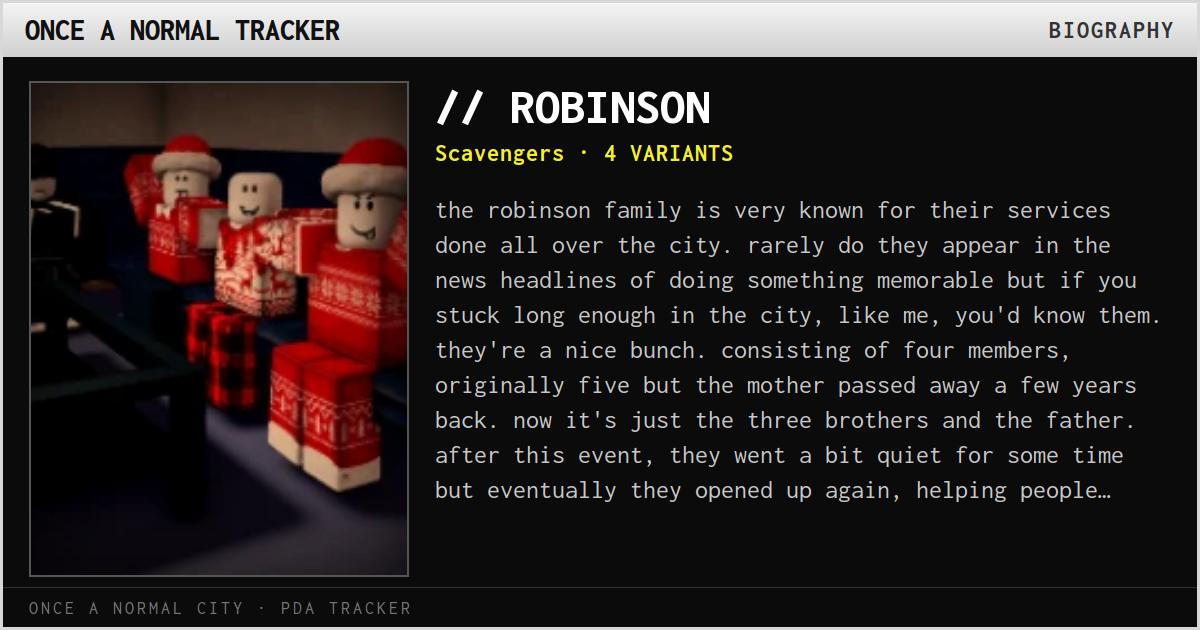 ONCE A NORMAL TRACKER
BIOGRAPHY
// ROBINSON
Scavengers · 4 VARIANTS
the robinson family is very known for their services
done all over the city. rarely do they appear in the
news headlines of doing something memorable but if you
stuck long enough in the city, like me, you'd know them.
they're a nice bunch. consisting of four members,
originally five but the mother passed away a few years
back. now it's just the three brothers and the father.
after this event, they went a bit quiet for some time
but eventually they opened up again, helping people…
ONCE A NORMAL CITY · PDA TRACKER